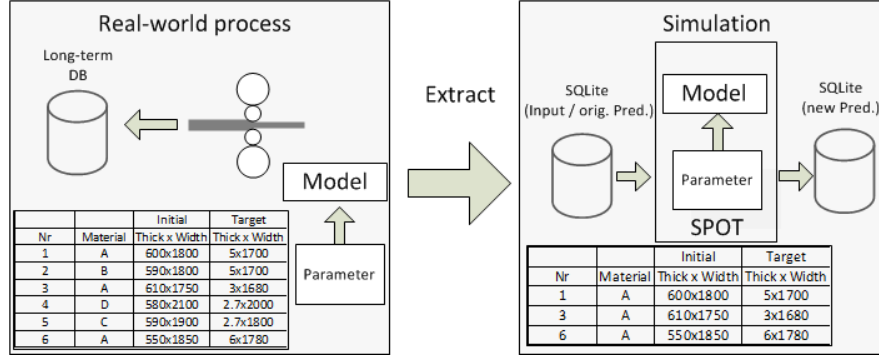 Real-world process
Long-term
DB
Model
Parameter
Initial Target
Nr Material Thick x Width Thick x Width
1 A 600x1800 5x1700
2 B 590x1800 5x1700
3 A 610x1750 3x1680
4 D 580x2100 2.7x2000
5 C 590x1900 2.7x1800
6 A 550x1850 6x1780
Extract
Simulation
SQLite
(Input / orig. Pred.)
Model
Parameter
SPOT
SQLite
(new Pred.)
Initial Target
Nr Material Thick x Width Thick x Width
1 A 600x1800 5x1700
3 A 610x1750 3x1680
6 A 550x1850 6x1780